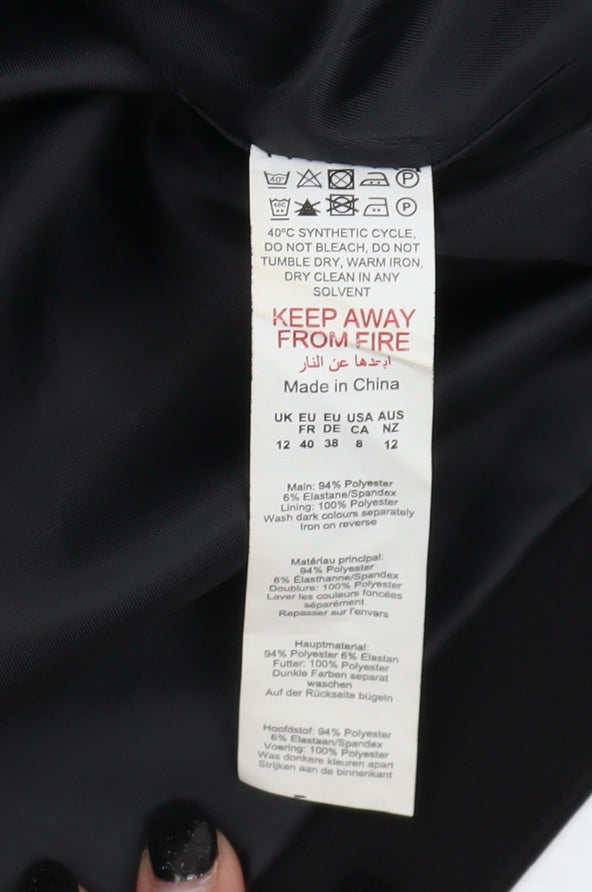 40°
40C
40ºC SYNTHETIC CYCLE,
DO NOT BLEACH, DO NOT
TUMBLE DRY, WARM IRON,
DRY CLEAN IN ANY
SOLVENT
KEEP AWAY
FROM FIRE
ابعدها عن النار
Made in China
UK EU EU USA AUS
FR DE CA NZ
12 40 38 8 12
Main: 94% Polyester
6% Elastane/Spandex
Lining: 100% Polyester
Wash dark colours separately
Iron on reverse
Matériau principal:
94% Polyester
6% Élasthanne/Spandex
Doublure: 100% Polyester
Laver les couleurs foncées
séparément
Repasser sur l'envers
Hauptmaterial:
94% Polyester 6% Elastan
Futter: 100% Polyester
Dunkle Farben separat
waschen
Auf der Rückseite bügeln
Hoofdstof: 94% Polyester
6% Elastaan/Spandex
Voering: 100% Polyester
Was donkere kleuren apart
Strijken aan de binnenkant